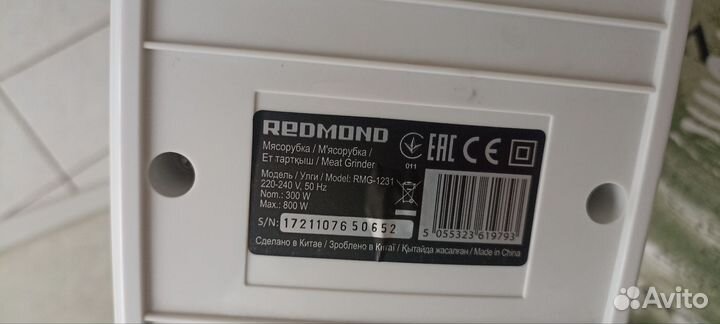 REDMOND
Мясорубка / М'ясорубка /
Ет тартқыш / Meat Grinder
011
EAC CE
Модель / Үлгі / Model: RMG-1231
220-240 V, 50 Hz
Nom.: 300 W
Max.: 800 W
S/N: 1721107650652
5 055323 619793
Сделано в Китае / Зроблено в Китаї / Қытайда жасалған / Made in China
Avito